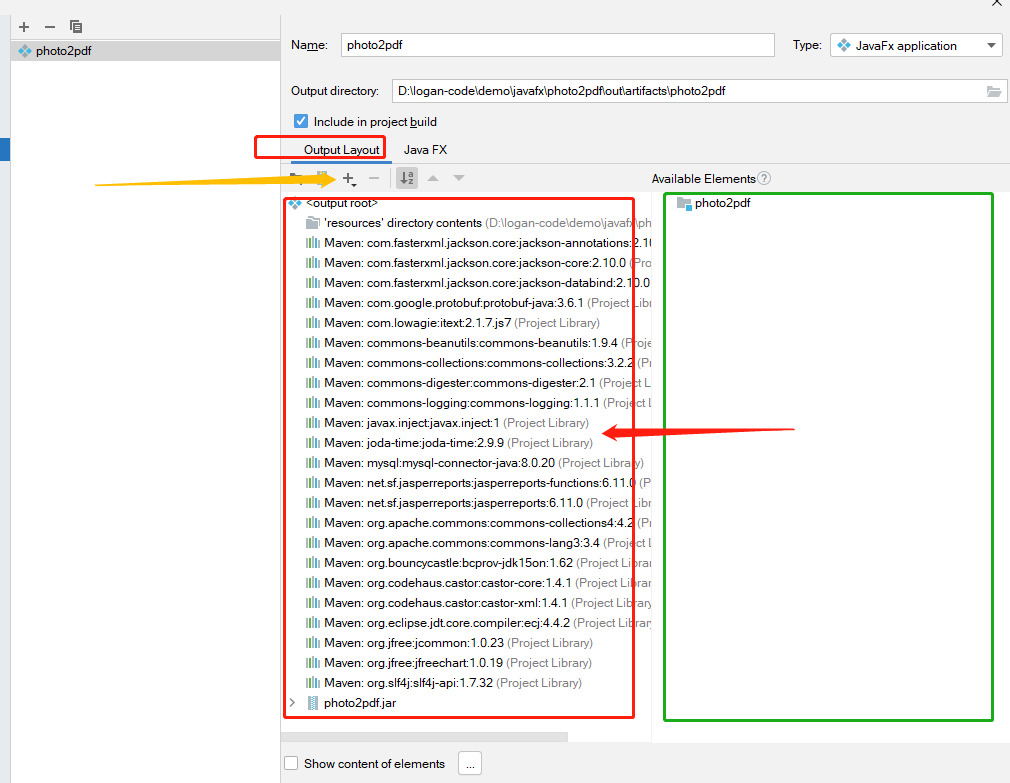 photo2pdf
Name: photo2pdf Type: JavaFx application
Output directory: D:\logan-code\demo\javafx\photo2pdf\out\artifacts\photo2pdf
Include in project build
Output Layout Java FX
Available Elements ?
<output root>
'resources' directory contents (D:\logan-code\demo\javafx\ph
Maven: com.fasterxml.jackson.core:jackson-annotations:2.10
Maven: com.fasterxml.jackson.core:jackson-core:2.10.0 (Pro
Maven: com.fasterxml.jackson.core:jackson-databind:2.10.0
Maven: com.google.protobuf:protobuf-java:3.6.1 (Project Libr
Maven: com.lowagie:itext:2.1.7.js7 (Project Library)
Maven: commons-beanutils:commons-beanutils:1.9.4 (Proje
Maven: commons-collections:commons-collections:3.2.2 (P
Maven: commons-digester:commons-digester:2.1 (Project L
Maven: commons-logging:commons-logging:1.1.1 (Project L
Maven: javax.inject:javax.inject:1 (Project Library)
Maven: joda-time:joda-time:2.9.9 (Project Library)
Maven: mysql:mysql-connector-java:8.0.20 (Project Library)
Maven: net.sf.jasperreports:jasperreports-functions:6.11.0 (P
Maven: net.sf.jasperreports:jasperreports:6.11.0 (Project Libr
Maven: org.apache.commons:commons-collections4:4.2 (P
Maven: org.apache.commons:commons-lang3:3.4 (Project L
Maven: org.bouncycastle:bcprov-jdk15on:1.62 (Project Librar
Maven: org.codehaus.castor:castor-core:1.4.1 (Project Librar
Maven: org.codehaus.castor:castor-xml:1.4.1 (Project Library
Maven: org.eclipse.jdt.core.compiler:ecj:4.4.2 (Project Library
Maven: org.jfree:jcommon:1.0.23 (Project Library)
Maven: org.jfree:jfreechart:1.0.19 (Project Library)
Maven: org.slf4j:slf4j-api:1.7.32 (Project Library)
photo2pdf.jar
photo2pdf
Show content of elements ...